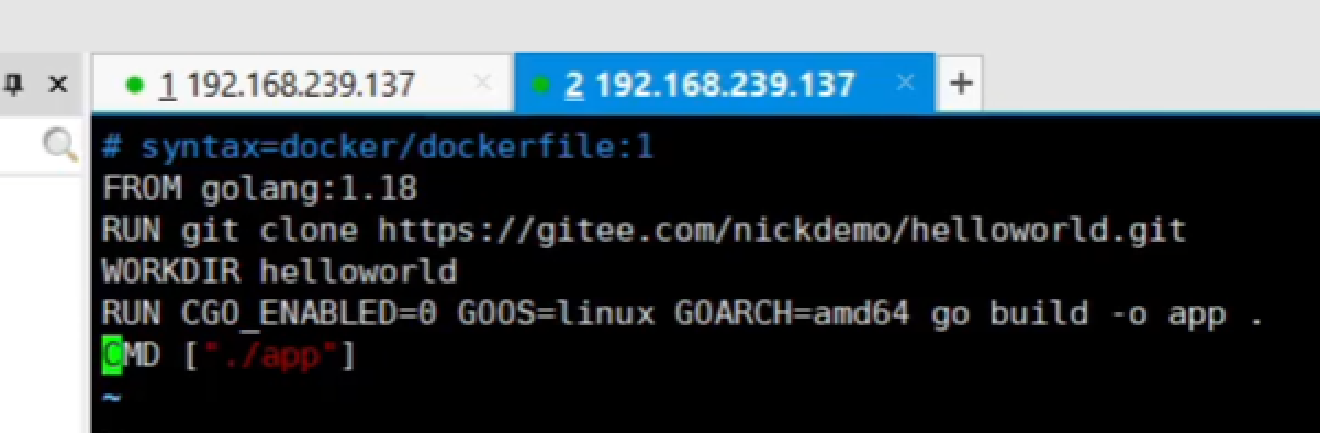 1 192.168.239.137 × 2 192.168.239.137 × +
# syntax=docker/dockerfile:1
FROM golang:1.18
RUN git clone https://gitee.com/nickdemo/helloworld.git
WORKDIR helloworld
RUN CGO_ENABLED=0 GOOS=linux GOARCH=amd64 go build -o app .
CMD ["./app"]
~